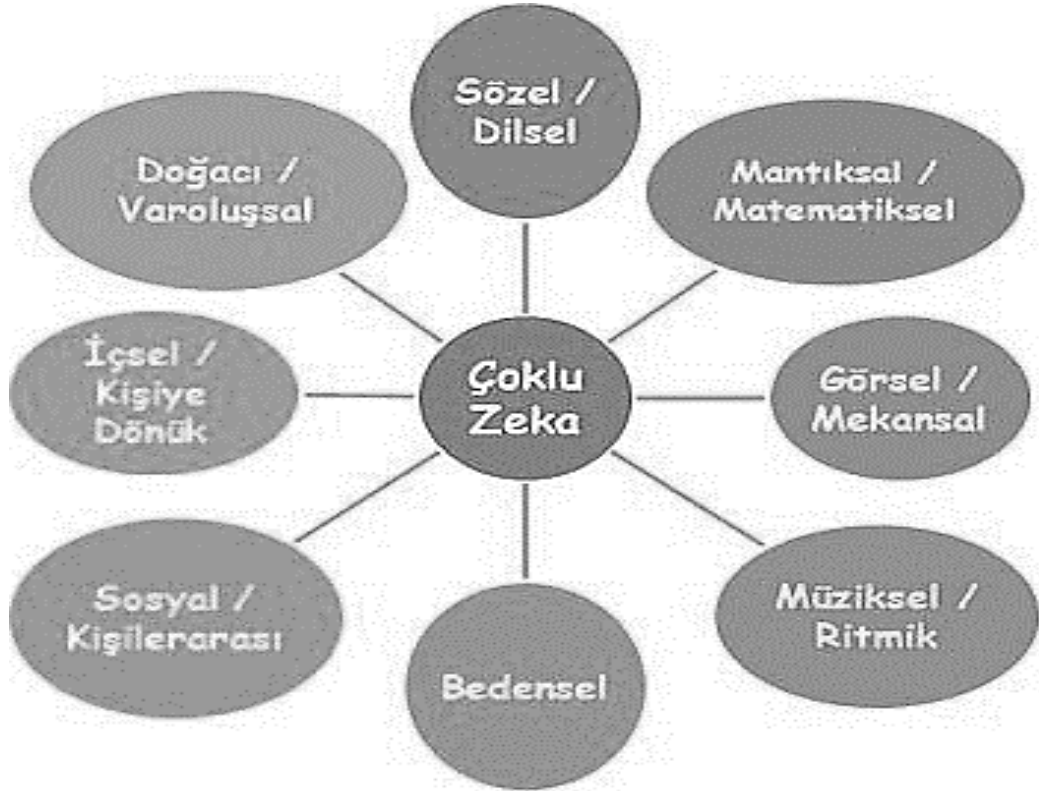 Sözel /
Dilsel
Doğacı /
Varoluşsal
Mantıksal /
Matematiksel
İçsel /
Kişiye
Dönük
Çoklu
Zeka
Görsel /
Mekansal
Sosyal /
Kişilerarası
Bedensel
Müziksel /
Ritmik